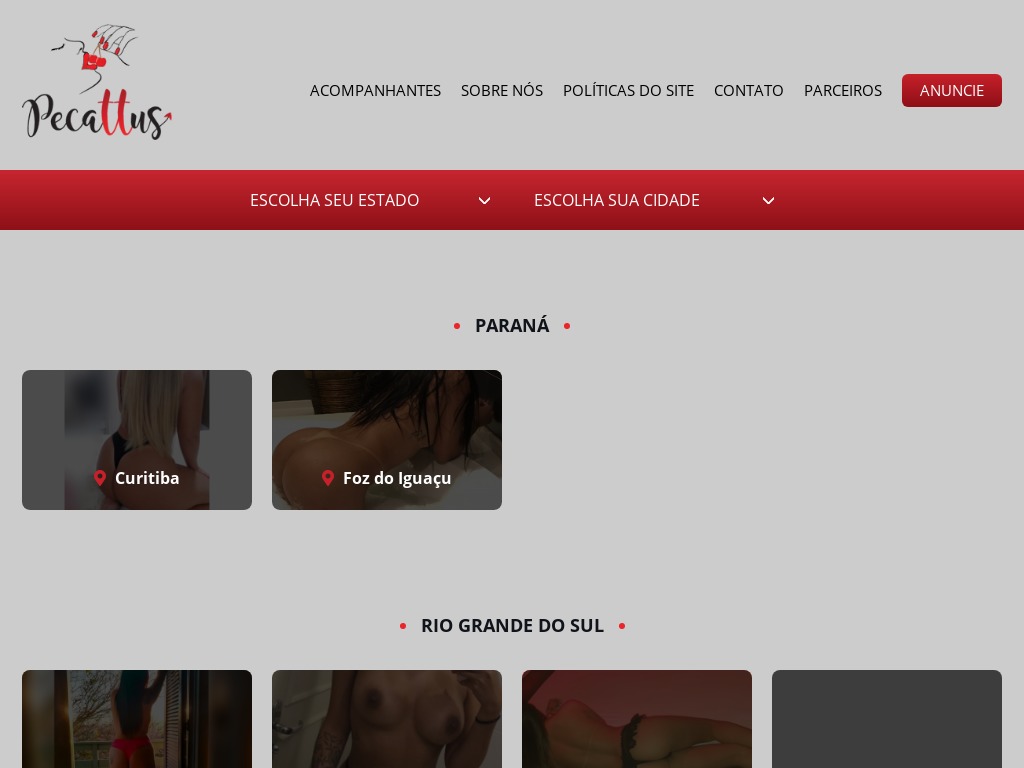 Pecattus
ACOMPANHANTES SOBRE NÓS POLÍTICAS DO SITE CONTATO PARCEIROS ANUNCIE
ESCOLHA SEU ESTADO ESCOLHA SUA CIDADE
PARANÁ
Curitiba Foz do Iguaçu
RIO GRANDE DO SUL